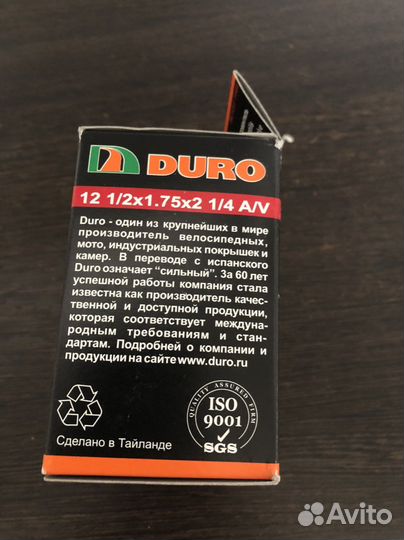 DURO
12 1/2x1.75x2 1/4 A/V
Duro - один из крупнейших в мире
производитель велосипедных,
мото, индустриальных покрышек и
камер. В переводе с испанского
Duro означает "сильный". За 60 лет
успешной работы компания стала
известна как производитель качес-
твенной и доступной продукции,
которая соответствует междуна-
родным требованиям и стан-
дартам. Подробней о компании и
продукции на сайте www.duro.ru
QUALITY ASSURED FIRM
ISO
9001
SGS
Сделано в Тайланде
Avito